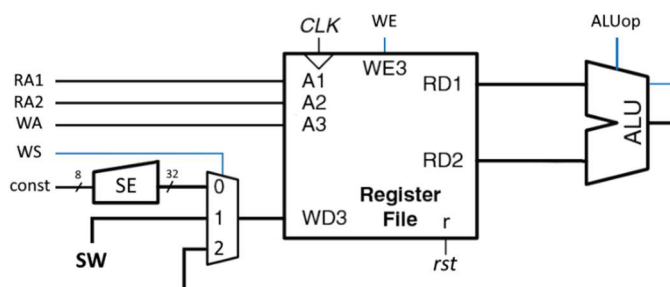 CLK
WE
ALUop
RA1
RA2
WA
WS
const
8
SE
32
SW
0
1
2
A1
A2
A3
WD3
WE3
RD1
RD2
Register
File
r
rst
ALU